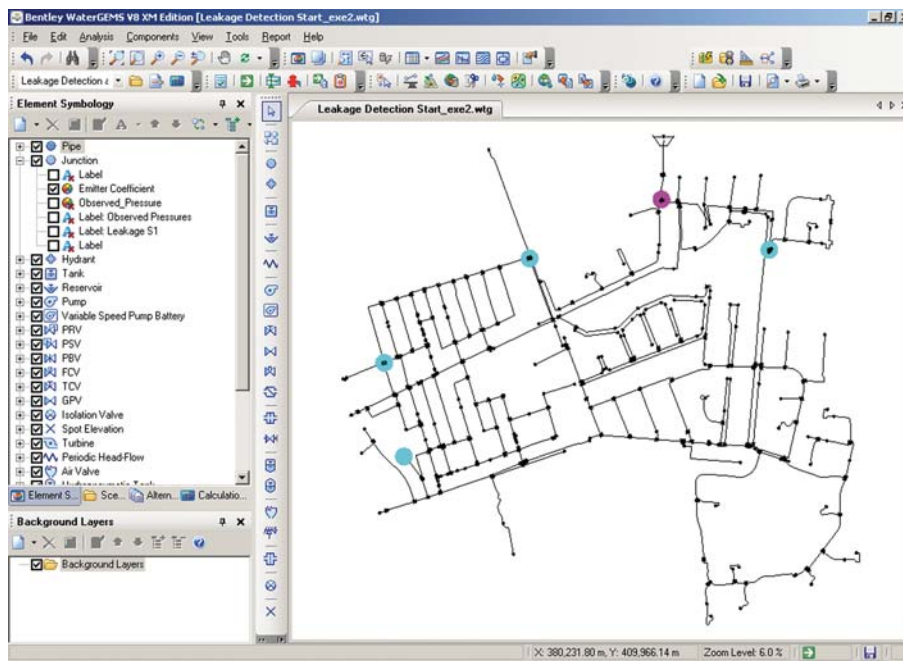 Bentley WaterGEMS V8 XM Edition [Leakage Detection Start_exe2.wtg]
File Edit Analysis Components View Tools Report Help
Leakage Detection
Element Symbology
Leakage Detection Start_exe2.wtg
Pipe
Junction
Label
Emitter Coefficient
Observed_Pressure
Label: Observed Pressures
Label: Leakage S1
Label
Hydrant
Tank
Reservoir
Pump
Variable Speed Pump Battery
PRV
PSV
PBV
FCV
TCV
GPV
Isolation Valve
Spot Elevation
Turbine
Periodic Head-Flow
Air Valve
Hydropneumatic Tank
Element S... Sce... Altern... Calculatio...
Background Layers
Background Layers
X: 380,231.80 m, Y: 409,966.14 m Zoom Level: 6.0 %